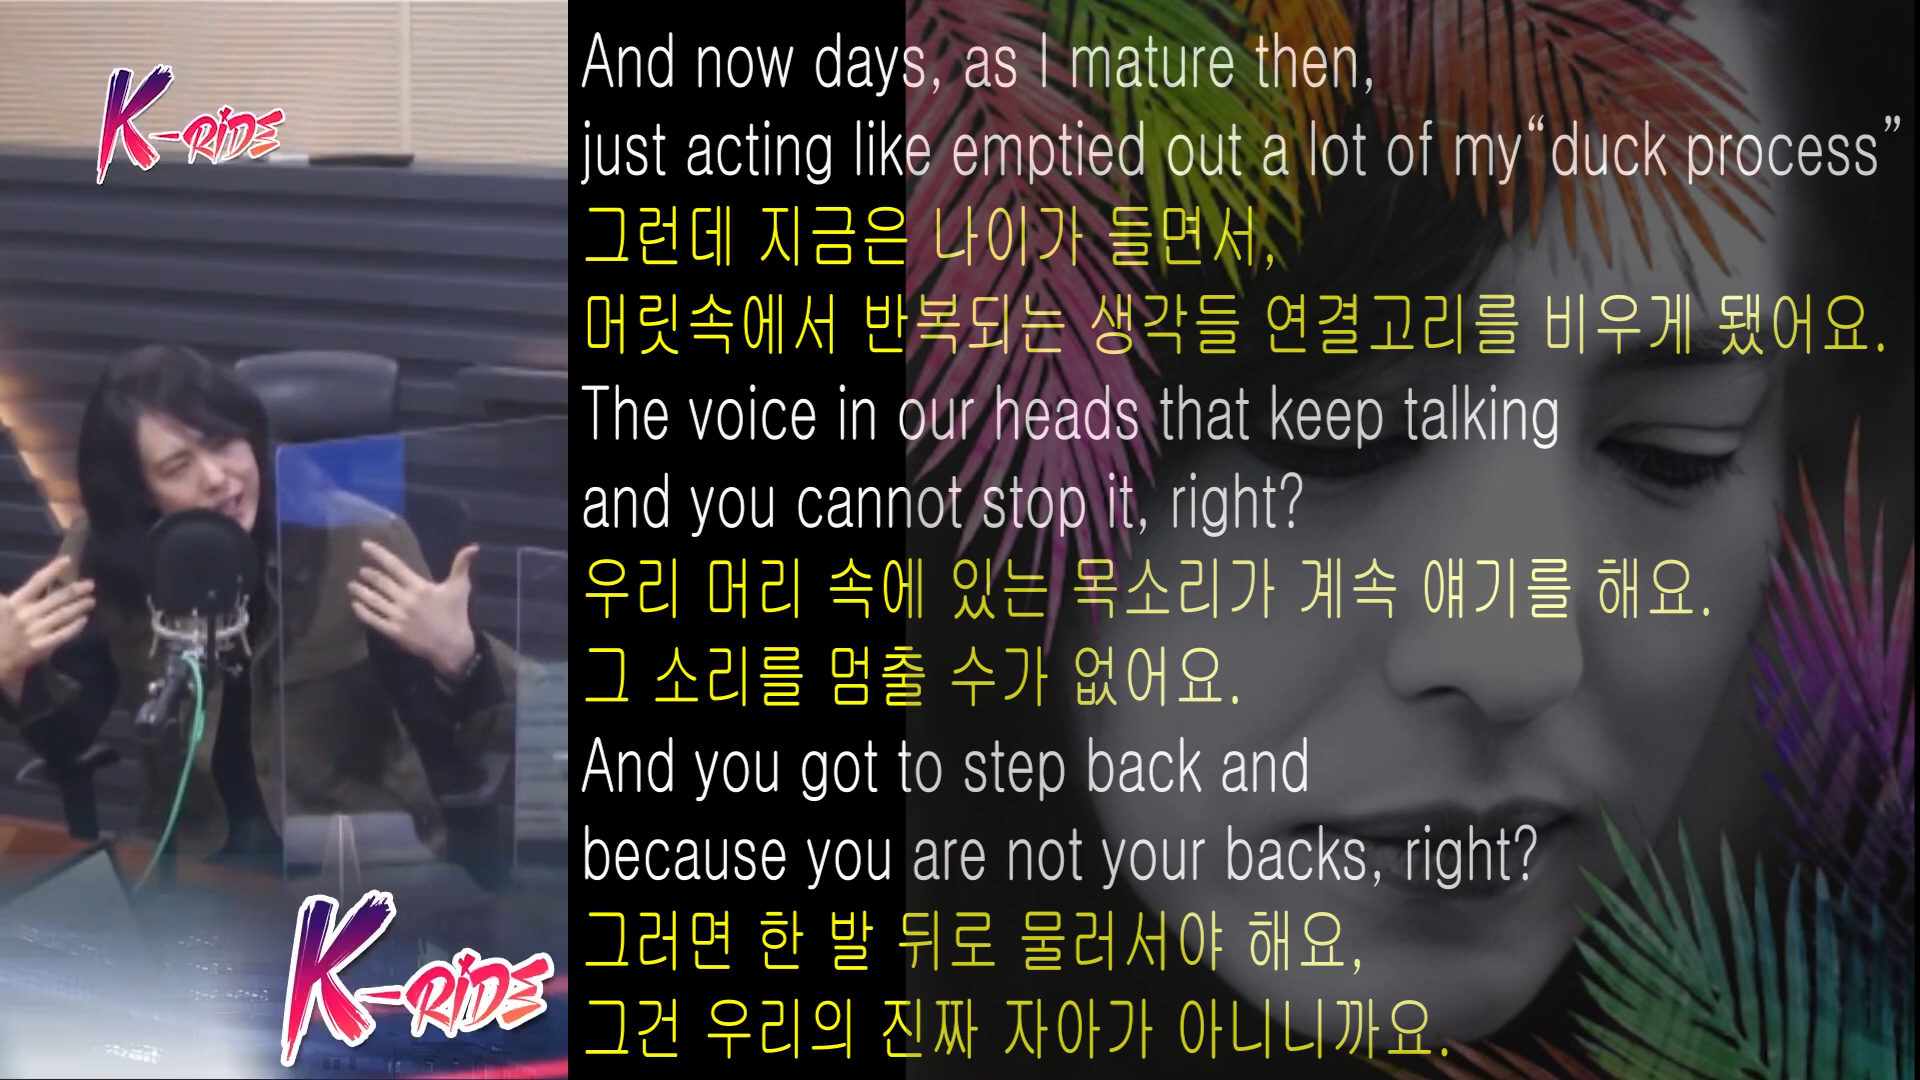 K-RiDE
And now days, as I mature then,
just acting like emptied out a lot of my“duck process”
그런데 지금은 나이가 들면서,
머릿속에서 반복되는 생각들 연결고리를 비우게 됐어요.
The voice in our heads that keep talking
and you cannot stop it, right?
우리 머리 속에 있는 목소리가 계속 얘기를 해요.
그 소리를 멈출 수가 없어요.
And you got to step back and
because you are not your backs, right?
그러면 한 발 뒤로 물러서야 해요,
그건 우리의 진짜 자아가 아니니까요.
K-RiDE